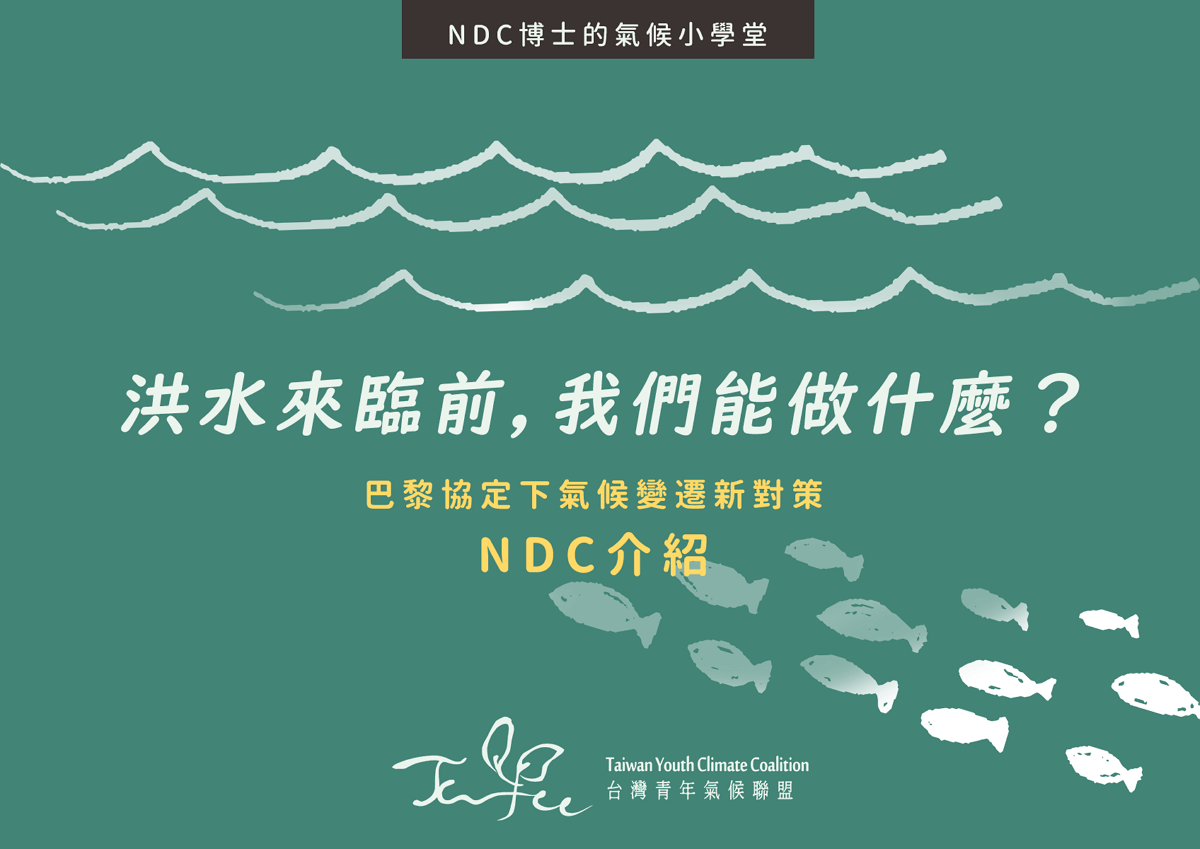 NDC博士的氣候小學堂
洪水來臨前，我們能做什麼？
巴黎協定下氣候變遷新對策
NDC介紹
Taiwan Youth Climate Coalition
台灣青年氣候聯盟